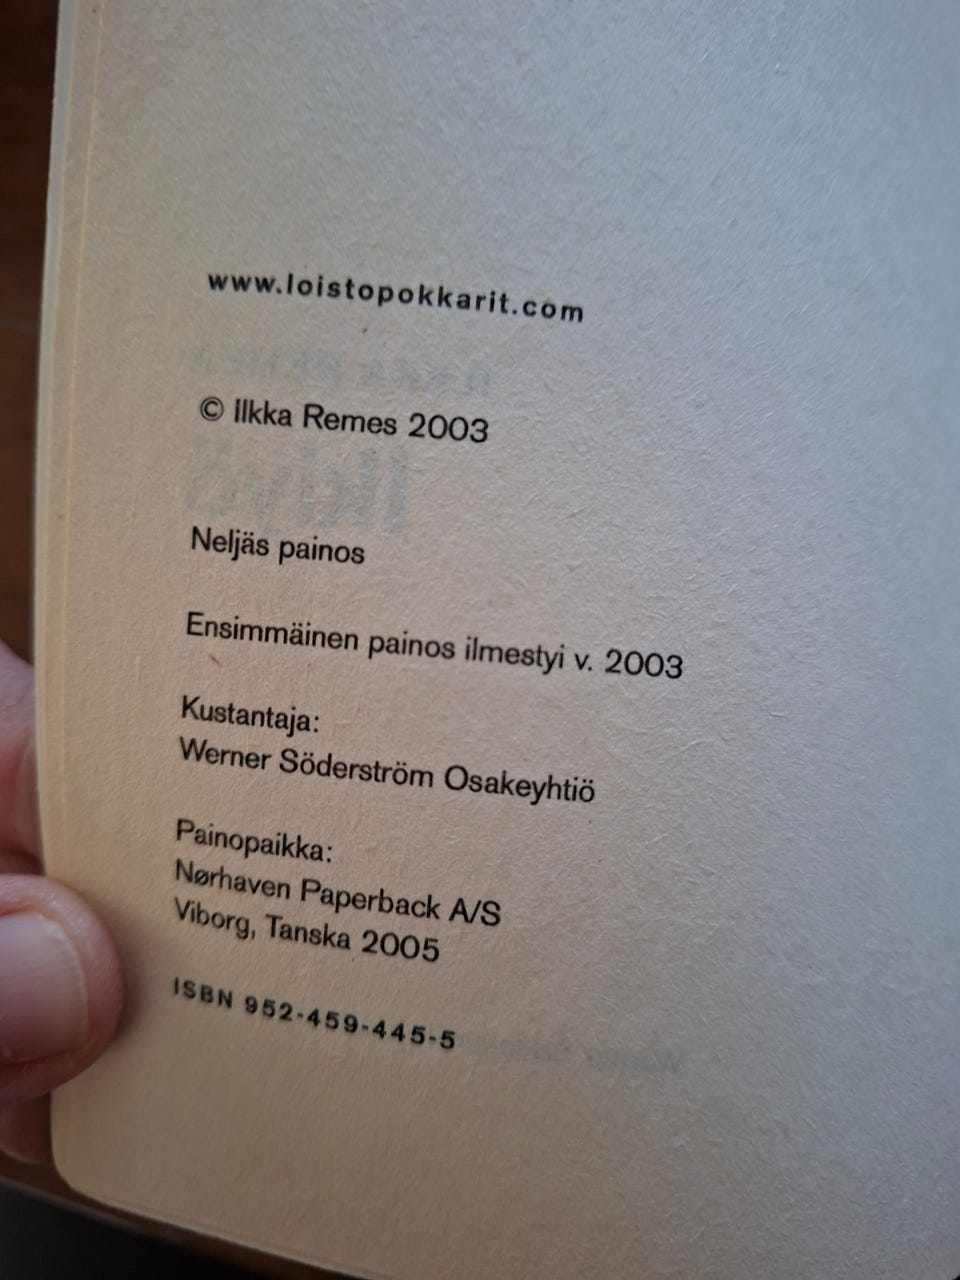 www.loistopokkarit.com
© Ilkka Remes 2003
Neljäs painos
Ensimmäinen painos ilmestyi v. 2003
Kustantaja:
Werner Söderström Osakeyhtiö
Painopaikka:
Nørhaven Paperback A/S
Viborg, Tanska 2005
ISBN 952-459-445-5